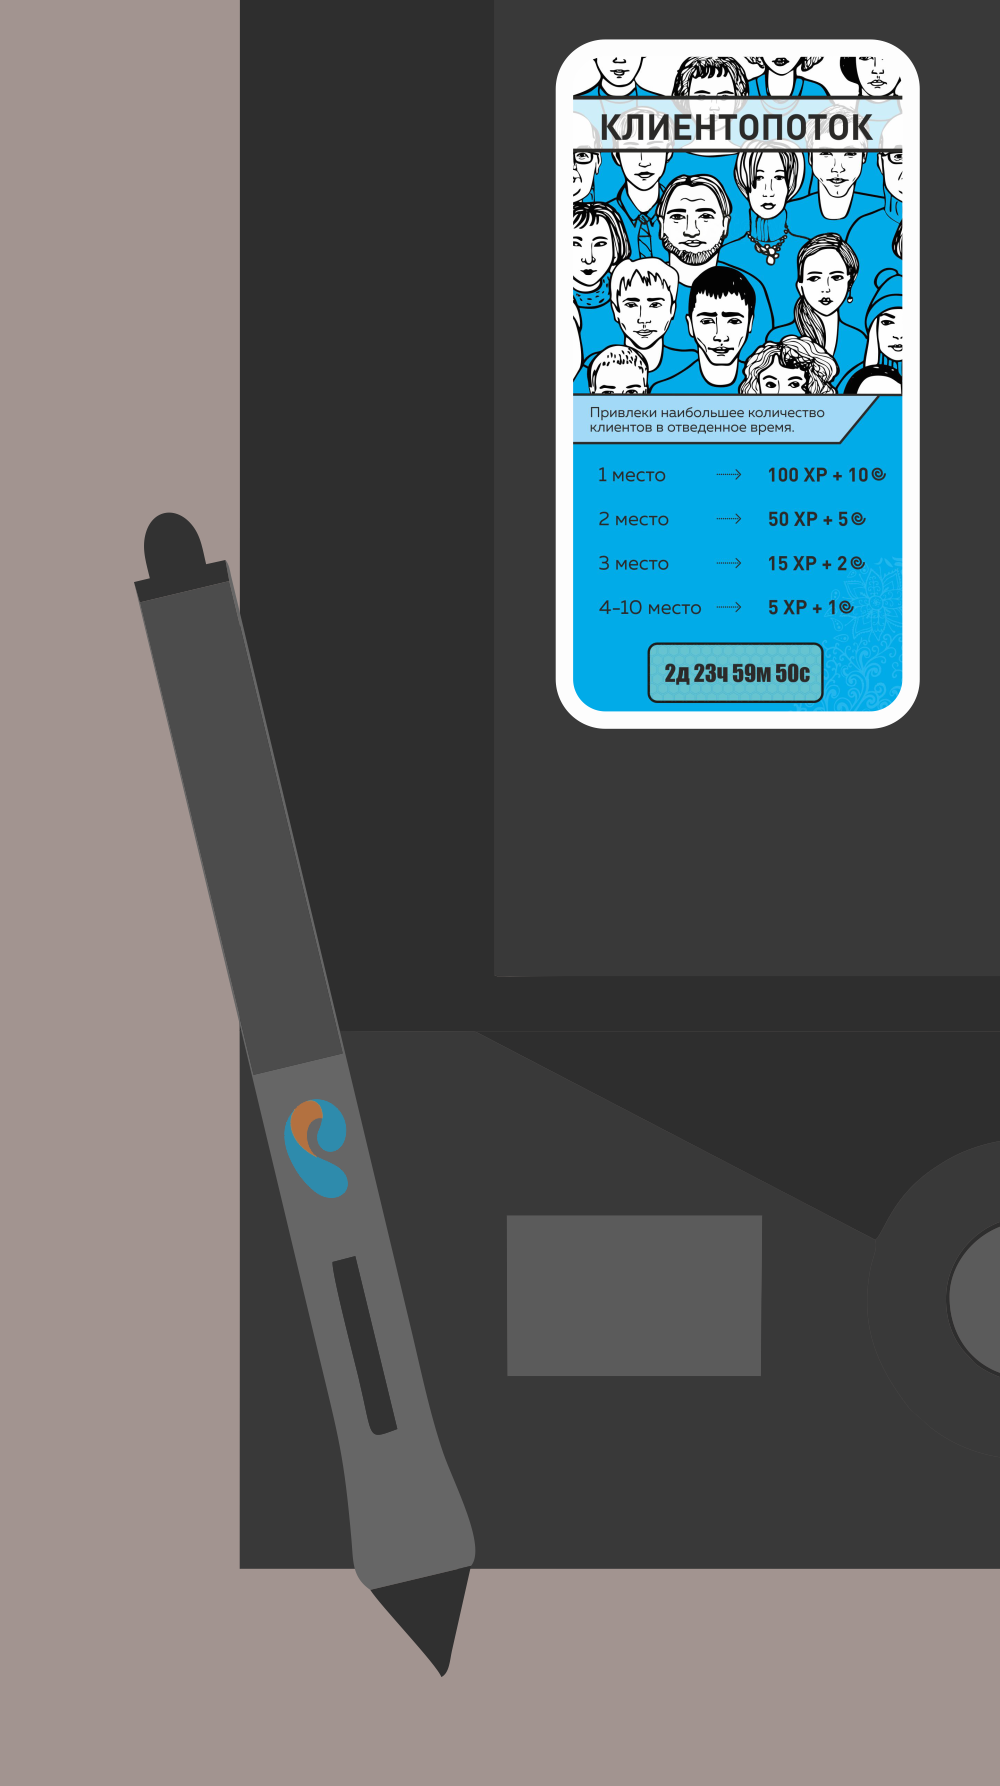 КЛИЕНТОПОТОК
Привлеки наибольшее количество
клиентов в отведенное время.
1 место 100 XP + 10
2 место 50 XP + 5
3 место 15 XP + 2
4-10 место 5 XP + 1
2д 23ч 59м 50с